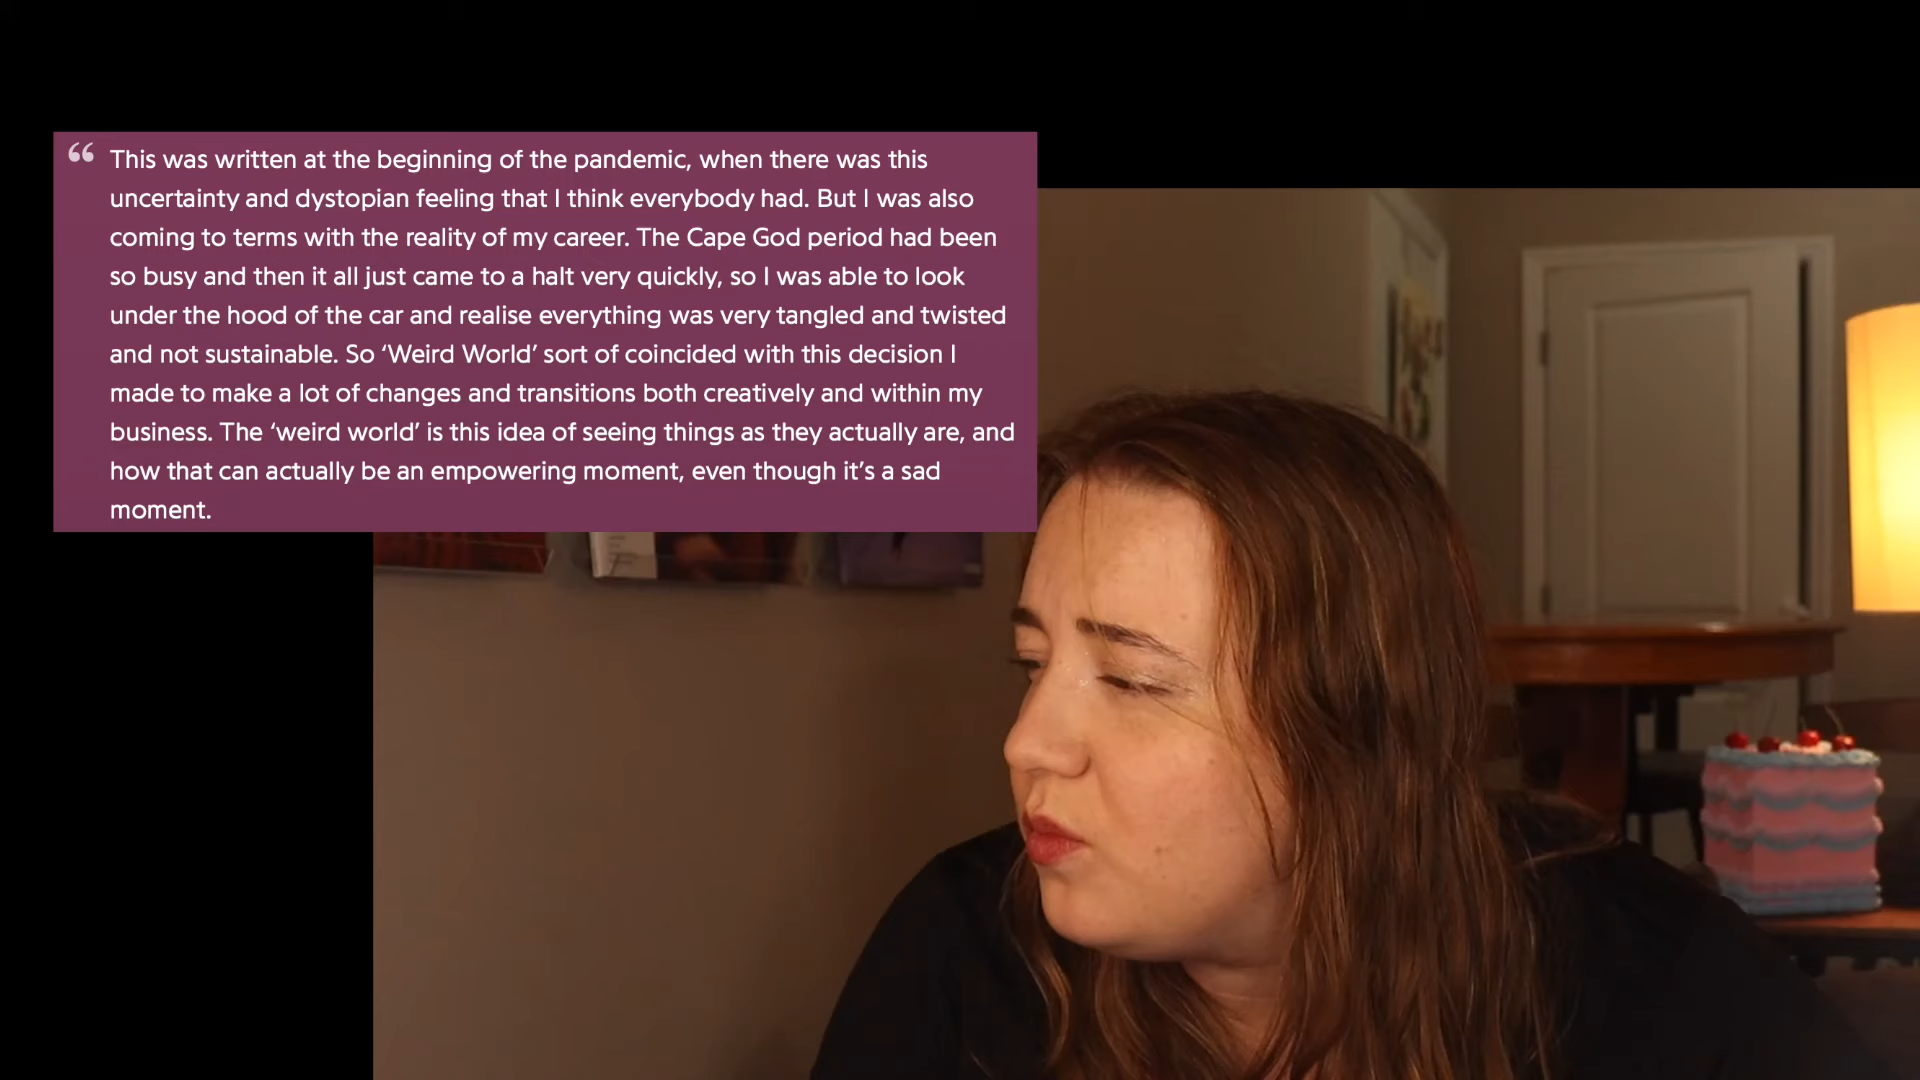 “ This was written at the beginning of the pandemic, when there was this
uncertainty and dystopian feeling that I think everybody had. But I was also
coming to terms with the reality of my career. The Cape God period had been
so busy and then it all just came to a halt very quickly, so I was able to look
under the hood of the car and realise everything was very tangled and twisted
and not sustainable. So ‘Weird World’ sort of coincided with this decision I
made to make a lot of changes and transitions both creatively and within my
business. The ‘weird world’ is this idea of seeing things as they actually are, and
how that can actually be an empowering moment, even though it’s a sad
moment.